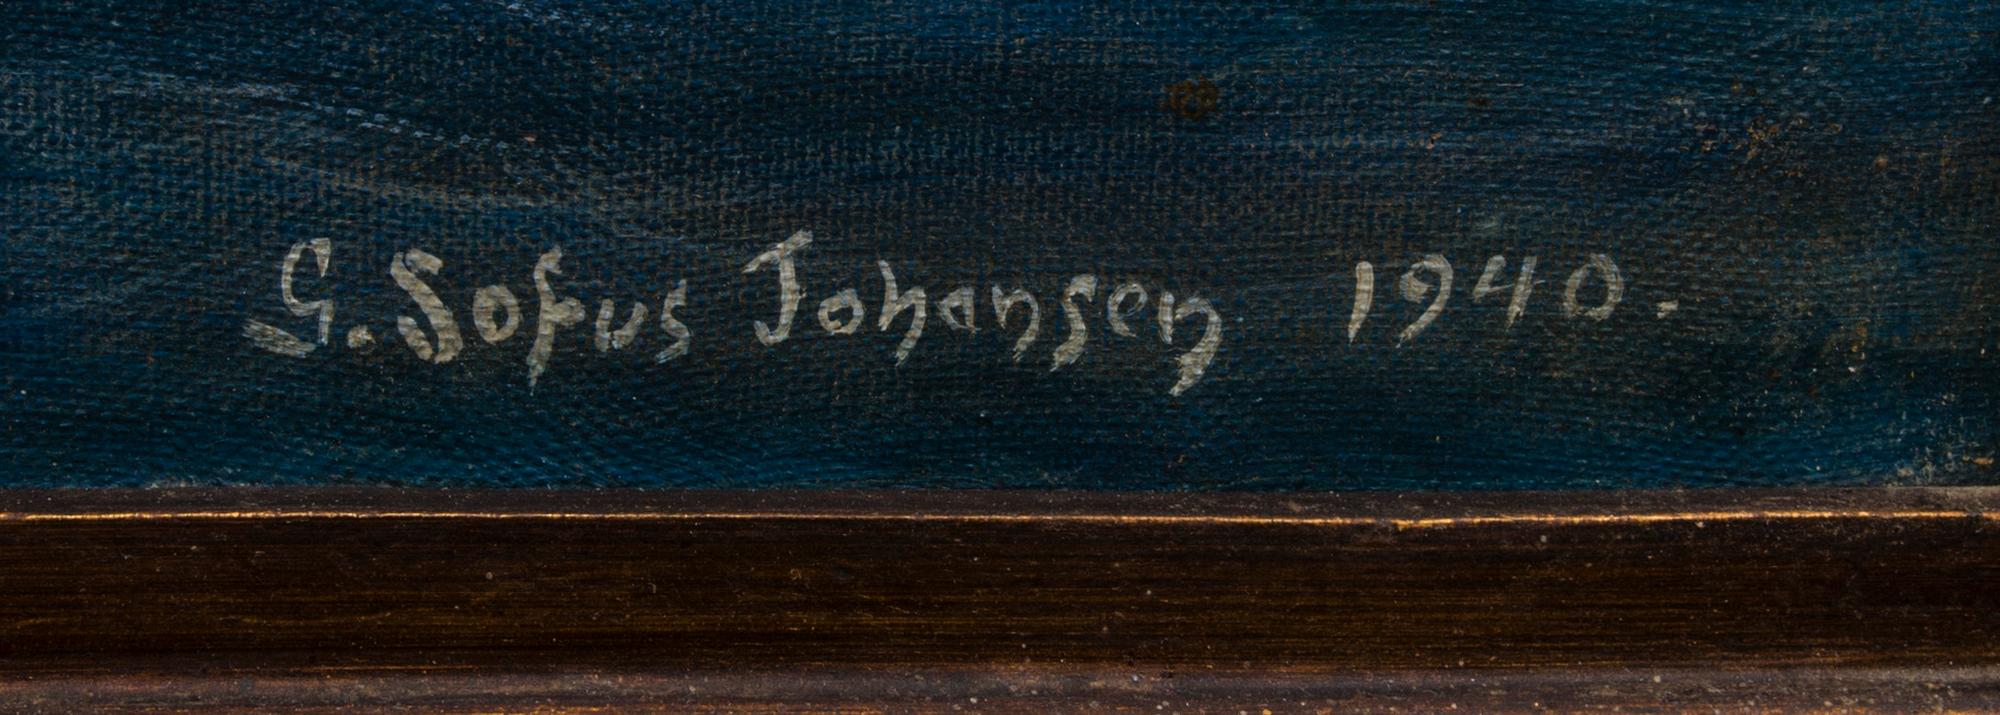 G. Sofus Johansen 1940.